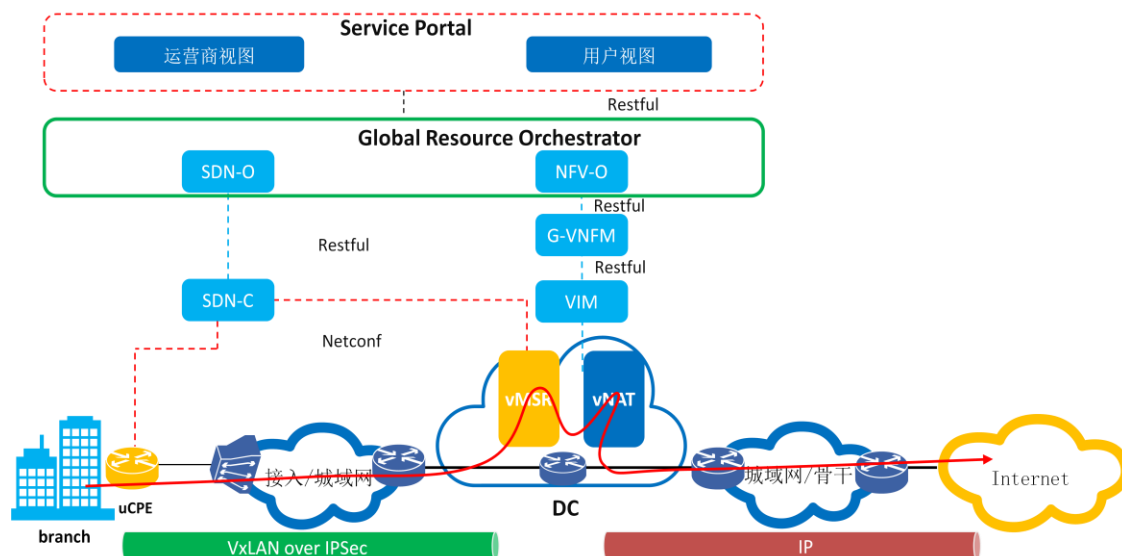 Service Portal
运营商视图
用户视图
Restful
Global Resource Orchestrator
SDN-O
NFV-O
Restful
G-VNFM
Restful
Restful
SDN-C
VIM
Netconf
vMSR
vNAT
接入/城域网
城域网/骨干
Internet
uCPE
branch
DC
VxLAN over IPSec
IP